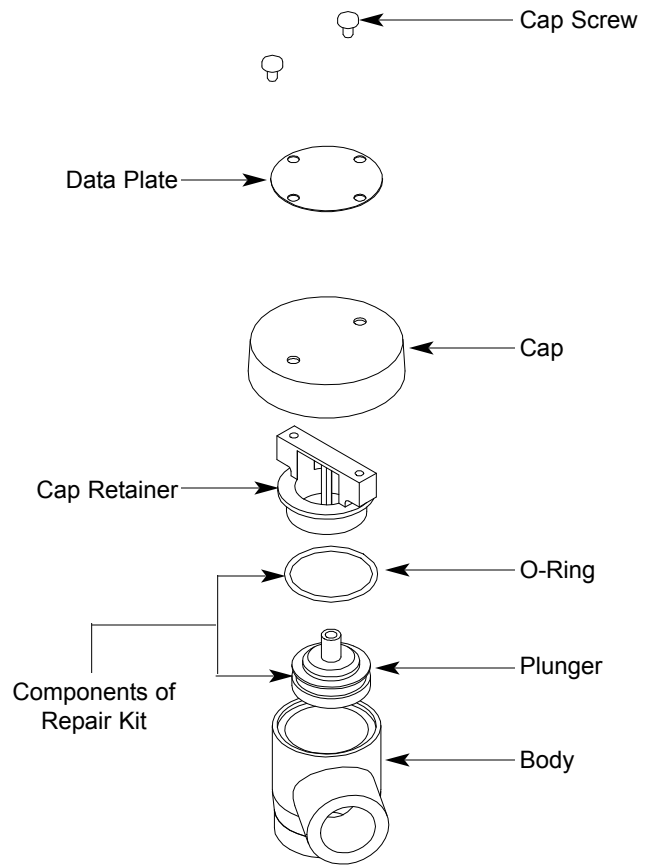 Cap Screw
Data Plate
Cap
Cap Retainer
O-Ring
Plunger
Components of
Repair Kit
Body